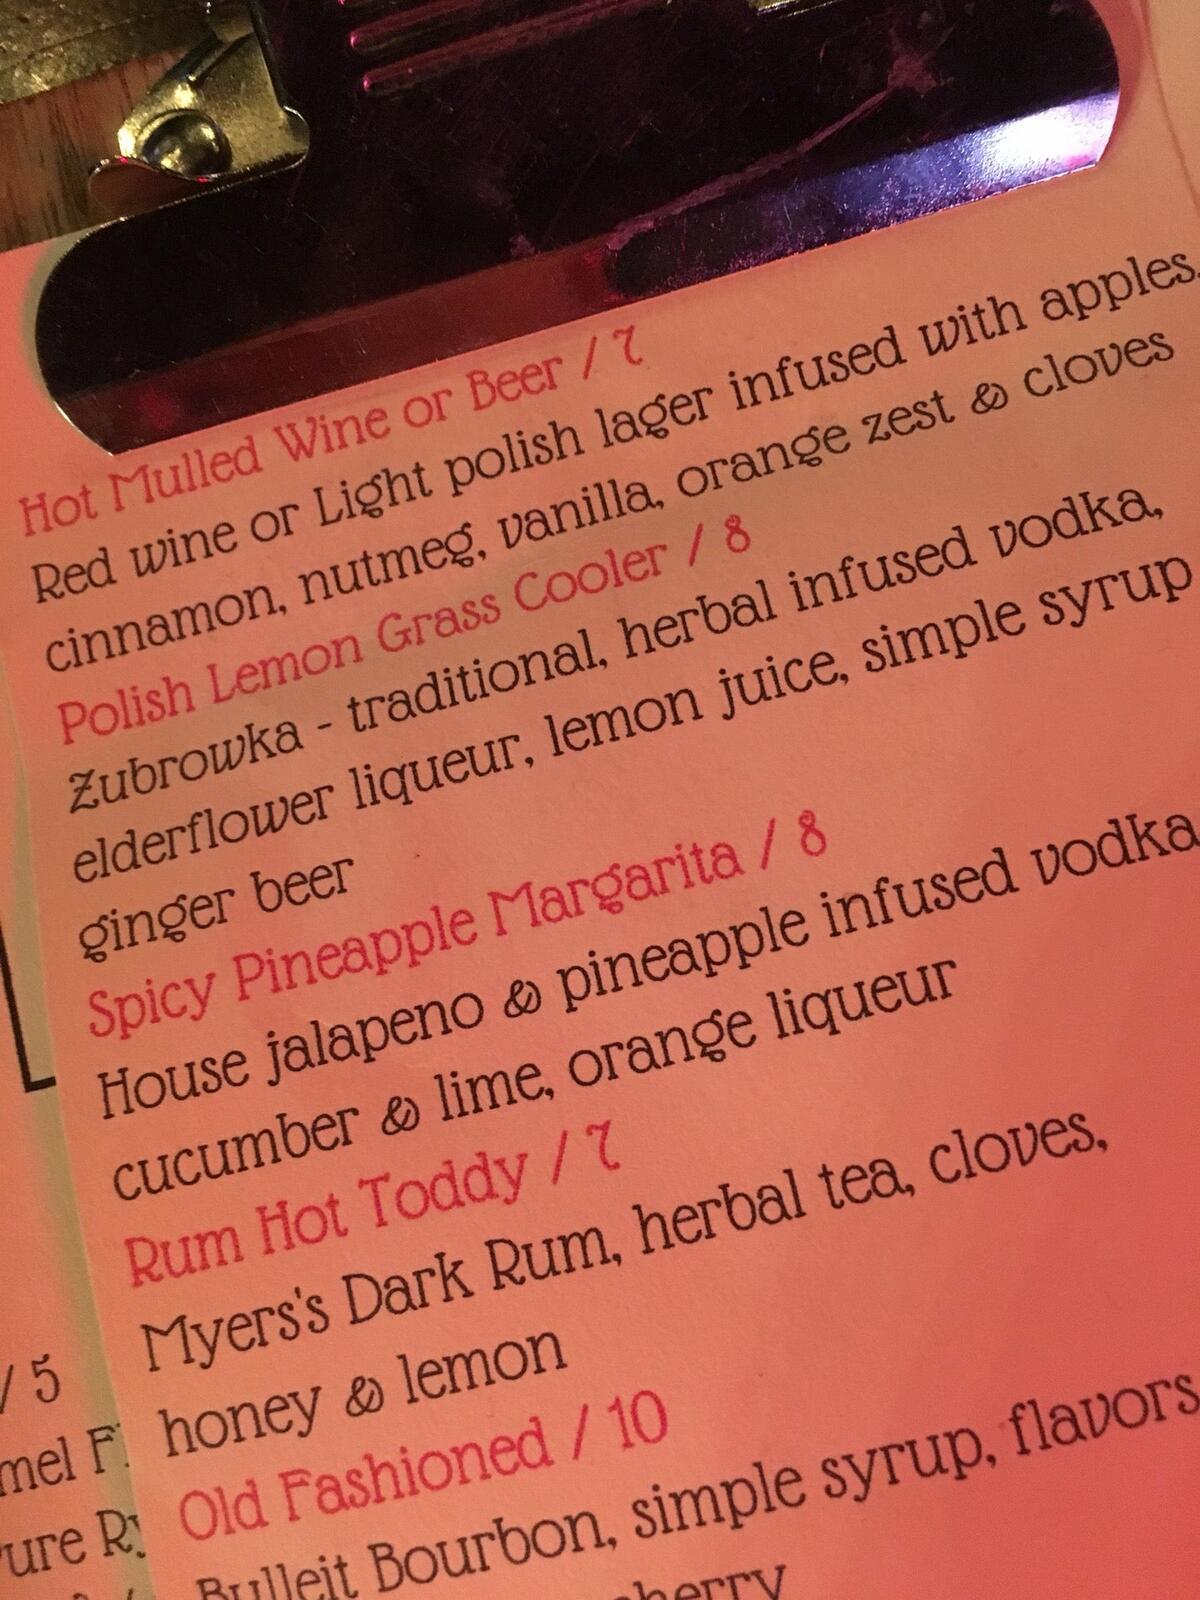 Hot Mulled Wine or Beer / 7
Red wine or Light polish lager infused with apples,
cinnamon, nutmeg, vanilla, orange zest & cloves
Polish Lemon Grass Cooler / 8
Żubrowka - traditional, herbal infused vodka,
elderflower liqueur, lemon juice, simple syrup
ginger beer
Spicy Pineapple Margarita / 8
House jalapeno & pineapple infused vodka
cucumber & lime, orange liqueur
Rum Hot Toddy / 7
Myers's Dark Rum, herbal tea, cloves,
honey & lemon
Old Fashioned / 10
Bulleit Bourbon, simple syrup, flavors
cherry
/ 5